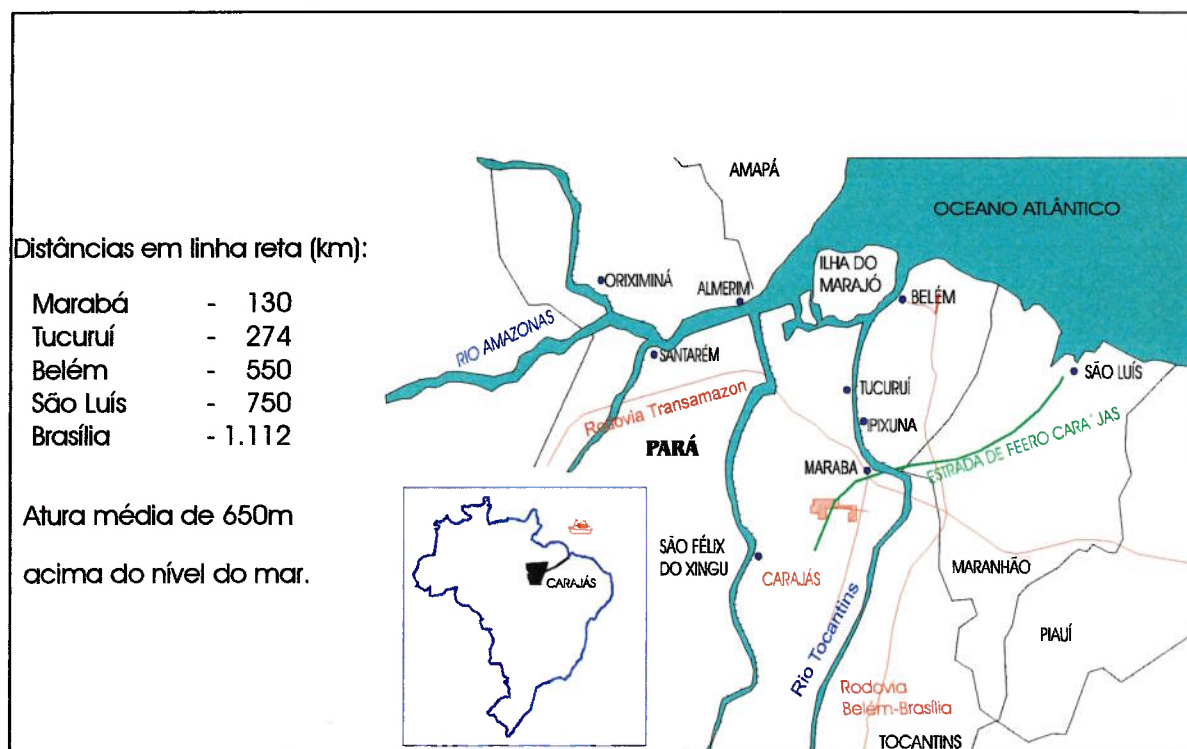 Distâncias em linha reta (km):
Marabá - 130
Tucuruí - 274
Belém - 550
São Luís - 750
Brasília - 1.112
Atura média de 650m
acima do nível do mar.
AMAPÁ
OCEANO ATLÂNTICO
ORIXIMINÁ
ALMERIM
ILHA DO
MARAJÓ
BELÉM
RIO AMAZONAS
SANTARÉM
SÃO LUÍS
TUCURUÍ
Rodovia Transamazon
IPIXUNA
PARÁ
MARABA
ESTRADA DE FEERO CARA´JAS
SÃO FÉLIX
DO XINGU
CARAJÁS
MARANHÃO
CARAJÁS
Rio Tocantins
PIAUÍ
Rodovia
Belém-Brasília
TOCANTINS